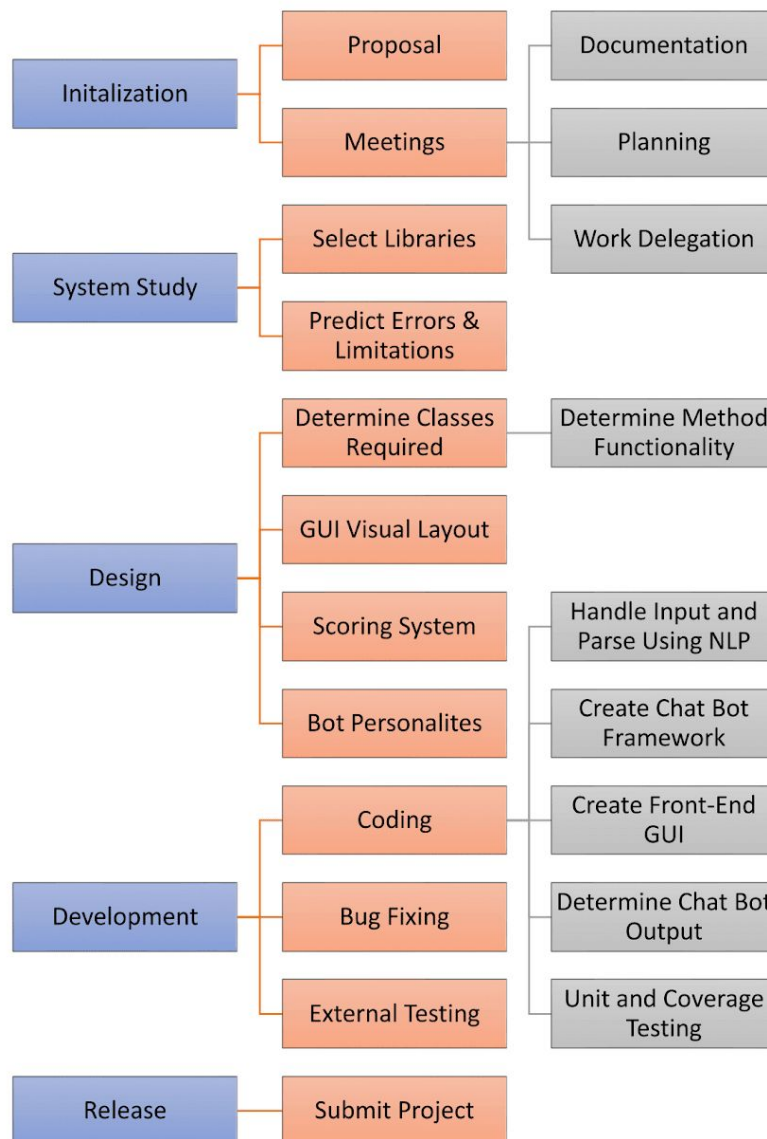 Initalization
Proposal
Meetings
Documentation
Planning
Work Delegation
System Study
Select Libraries
Predict Errors &
Limitations
Design
Determine Classes
Required
Determine Method
Functionality
GUI Visual Layout
Scoring System
Bot Personalites
Development
Coding
Handle Input and
Parse Using NLP
Create Chat Bot
Framework
Create Front-End
GUI
Determine Chat Bot
Output
Unit and Coverage
Testing
Bug Fixing
External Testing
Release
Submit Project